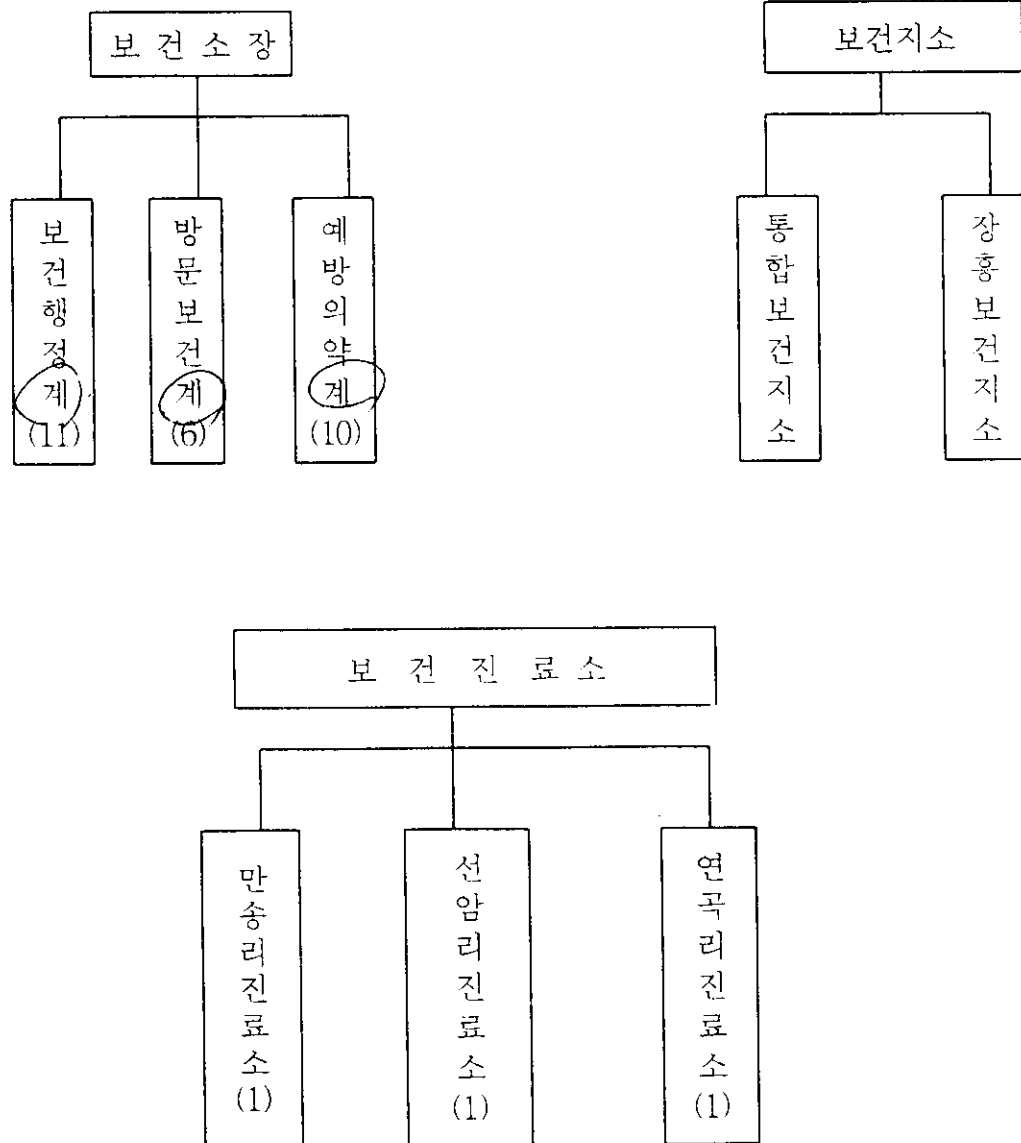 보 건 소 장
보건행정계
(11)
방문보건계
(6)
예방의약계
(10)
보건지소
통합보건지소
장흥보건지소
보 건 진 료 소
만송리진료소
(1)
선암리진료소
(1)
연곡리진료소
(1)